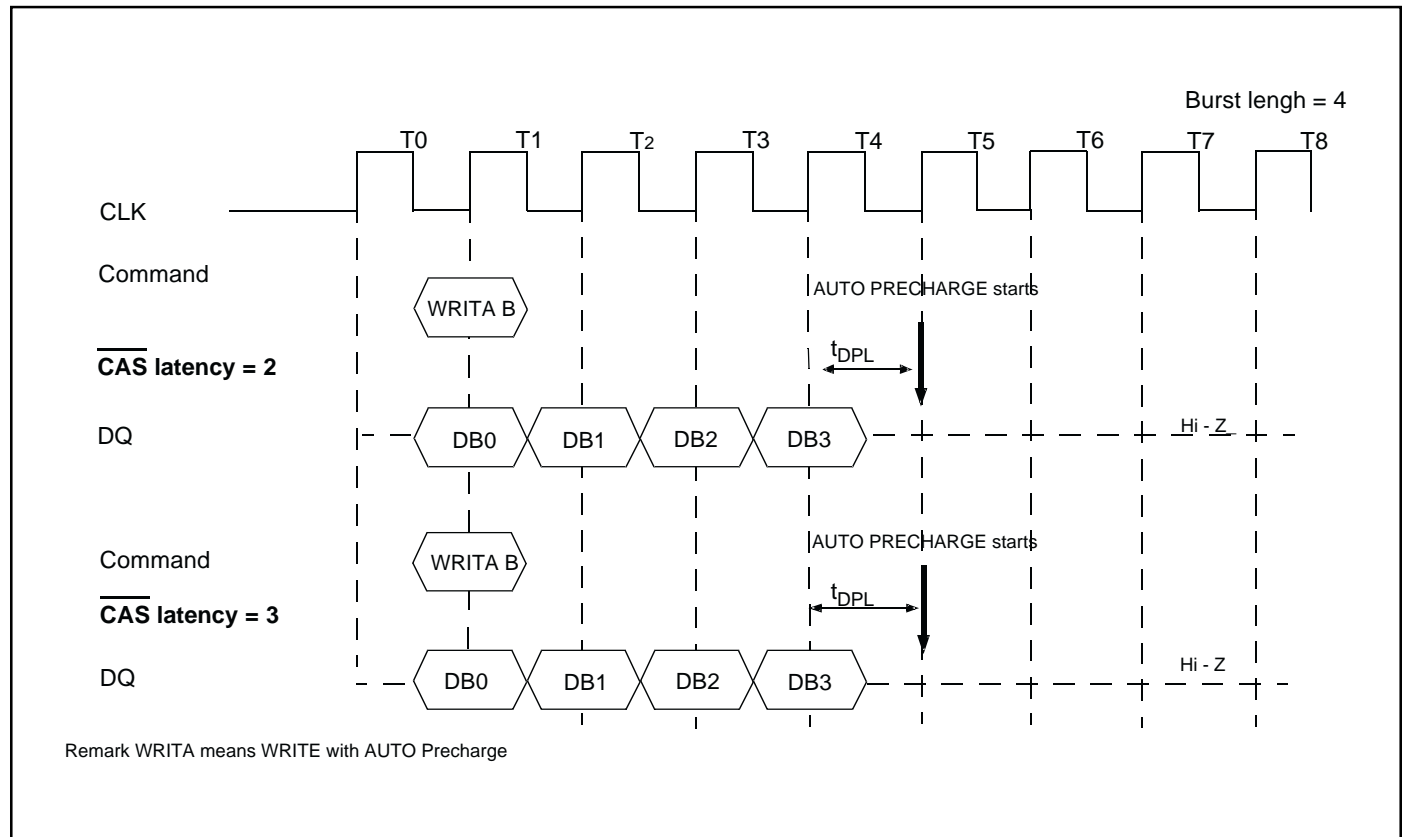 Burst lengh = 4
T0 T1 T2 T3 T4 T5 T6 T7 T8
CLK
Command
WRITA B
AUTO PRECHARGE starts
CAS latency = 2
tDPL
DQ
DB0 DB1 DB2 DB3
Hi - Z
Command
WRITA B
AUTO PRECHARGE starts
CAS latency = 3
tDPL
DQ
DB0 DB1 DB2 DB3
Hi - Z
Remark WRITA means WRITE with AUTO Precharge